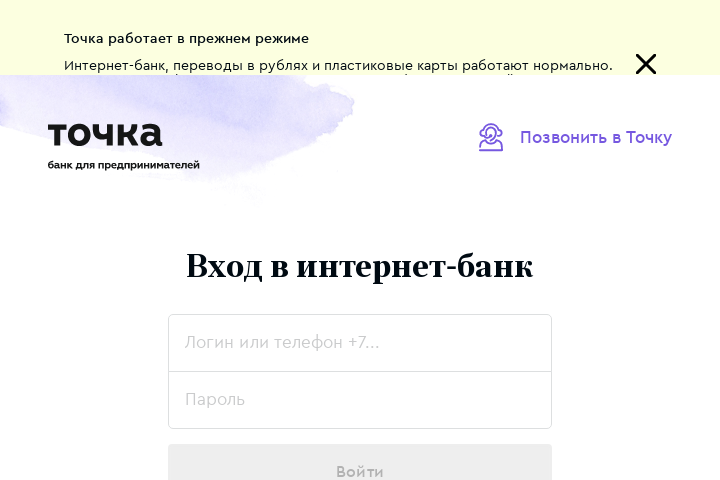 Точка работает в прежнем режиме
Интернет-банк, переводы в рублях и пластиковые карты работают нормально.
точка
банк для предпринимателей
Позвонить в Точку
Вход в интернет-банк
Логин или телефон +7...
Пароль
Войти